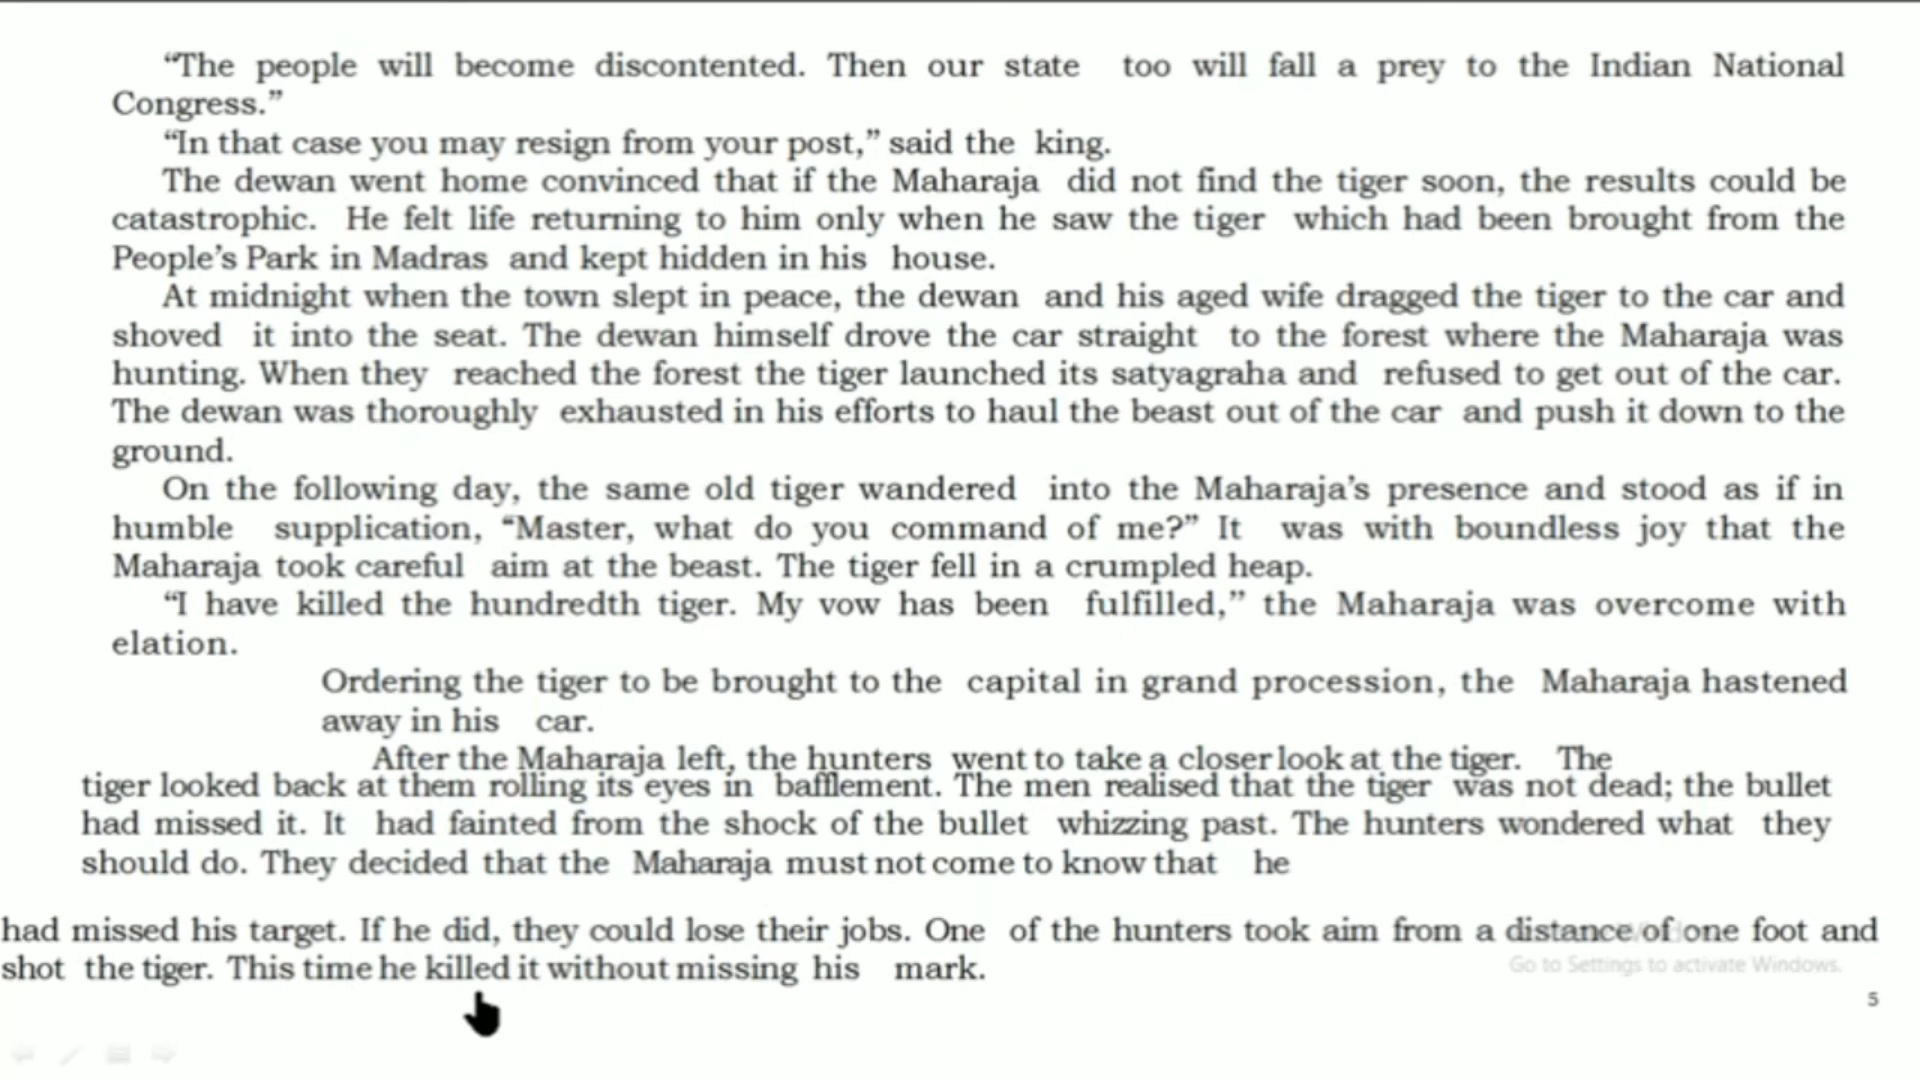 “The people will become discontented. Then our state too will fall a prey to the Indian National
Congress.”
“In that case you may resign from your post,” said the king.
The dewan went home convinced that if the Maharaja did not find the tiger soon, the results could be
catastrophic. He felt life returning to him only when he saw the tiger which had been brought from the
People’s Park in Madras and kept hidden in his house.
At midnight when the town slept in peace, the dewan and his aged wife dragged the tiger to the car and
shoved it into the seat. The dewan himself drove the car straight to the forest where the Maharaja was
hunting. When they reached the forest the tiger launched its satyagraha and refused to get out of the car.
The dewan was thoroughly exhausted in his efforts to haul the beast out of the car and push it down to the
ground.
On the following day, the same old tiger wandered into the Maharaja’s presence and stood as if in
humble supplication, “Master, what do you command of me?” It was with boundless joy that the
Maharaja took careful aim at the beast. The tiger fell in a crumpled heap.
“I have killed the hundredth tiger. My vow has been fulfilled,” the Maharaja was overcome with
elation.
Ordering the tiger to be brought to the capital in grand procession, the Maharaja hastened
away in his car.
After the Maharaja left, the hunters went to take a closer look at the tiger. The
tiger looked back at them rolling its eyes in bafflement. The men realised that the tiger was not dead; the bullet
had missed it. It had fainted from the shock of the bullet whizzing past. The hunters wondered what they
should do. They decided that the Maharaja must not come to know that he
had missed his target. If he did, they could lose their jobs. One of the hunters took aim from a distance of one foot and
shot the tiger. This time he killed it without missing his mark.
Go to Settings to activate Windows.
5